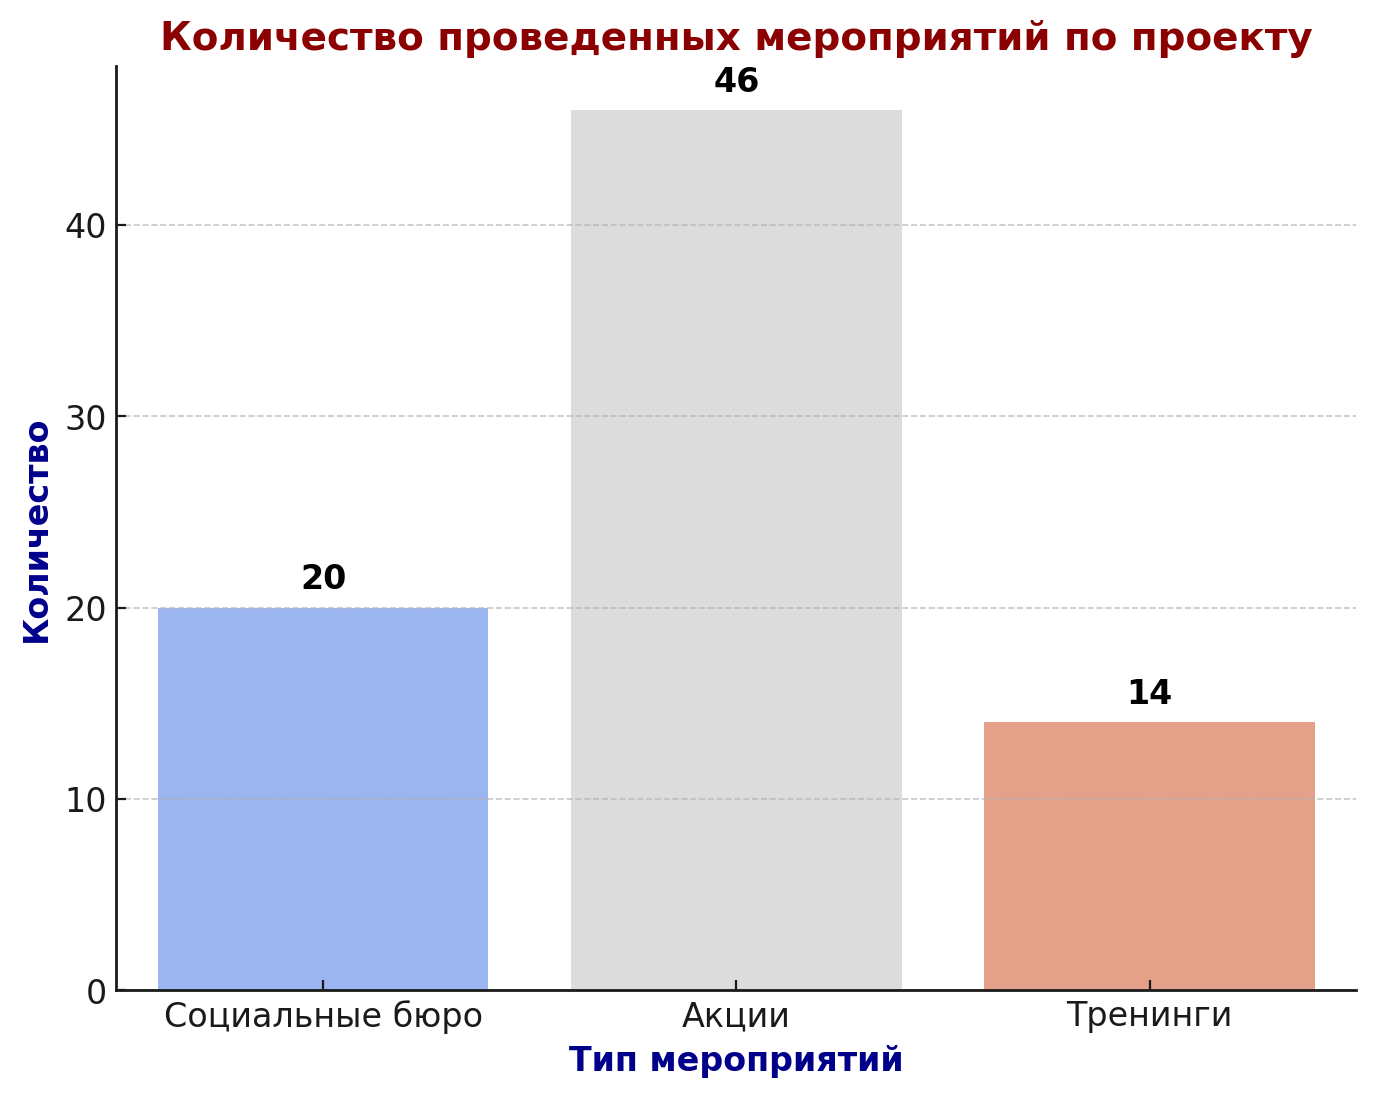 Количество проведенных мероприятий по проекту
46
40
30
Количество
20
20
14
10
0
Социальные бюро
Акции
Тренинги
Тип мероприятий